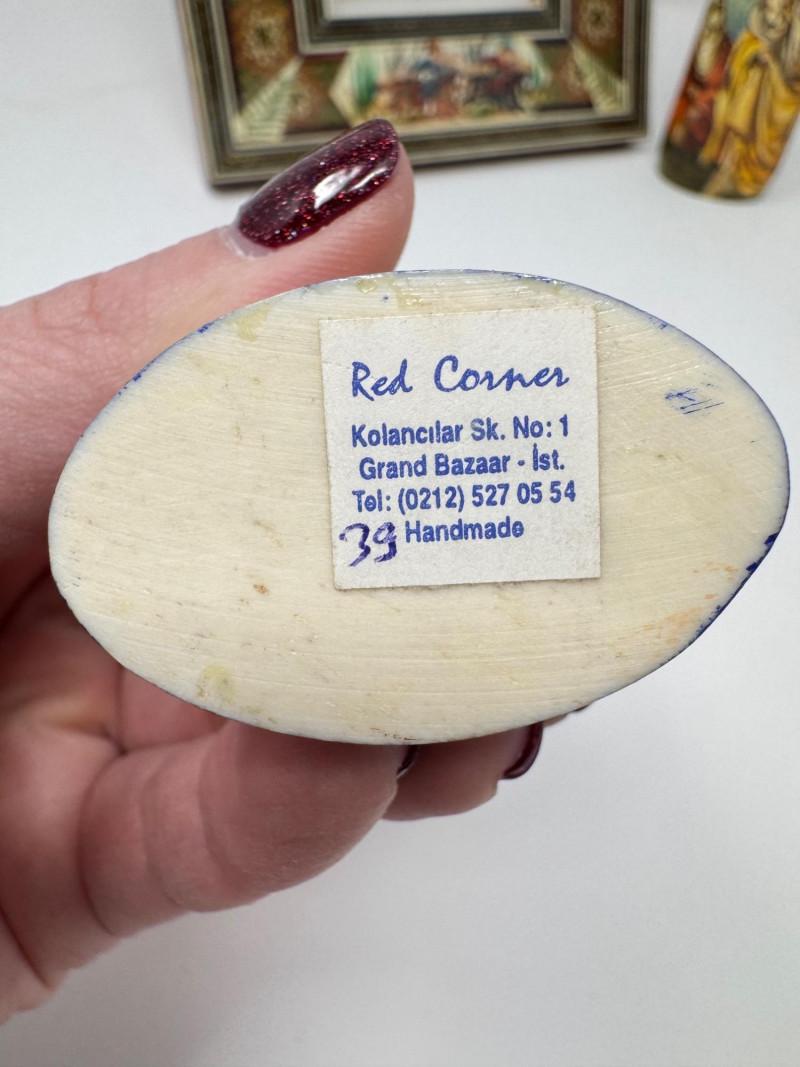 Red Corner
Kolancılar Sk. No: 1
Grand Bazaar - İst.
Tel: (0212) 527 05 54
39 Handmade